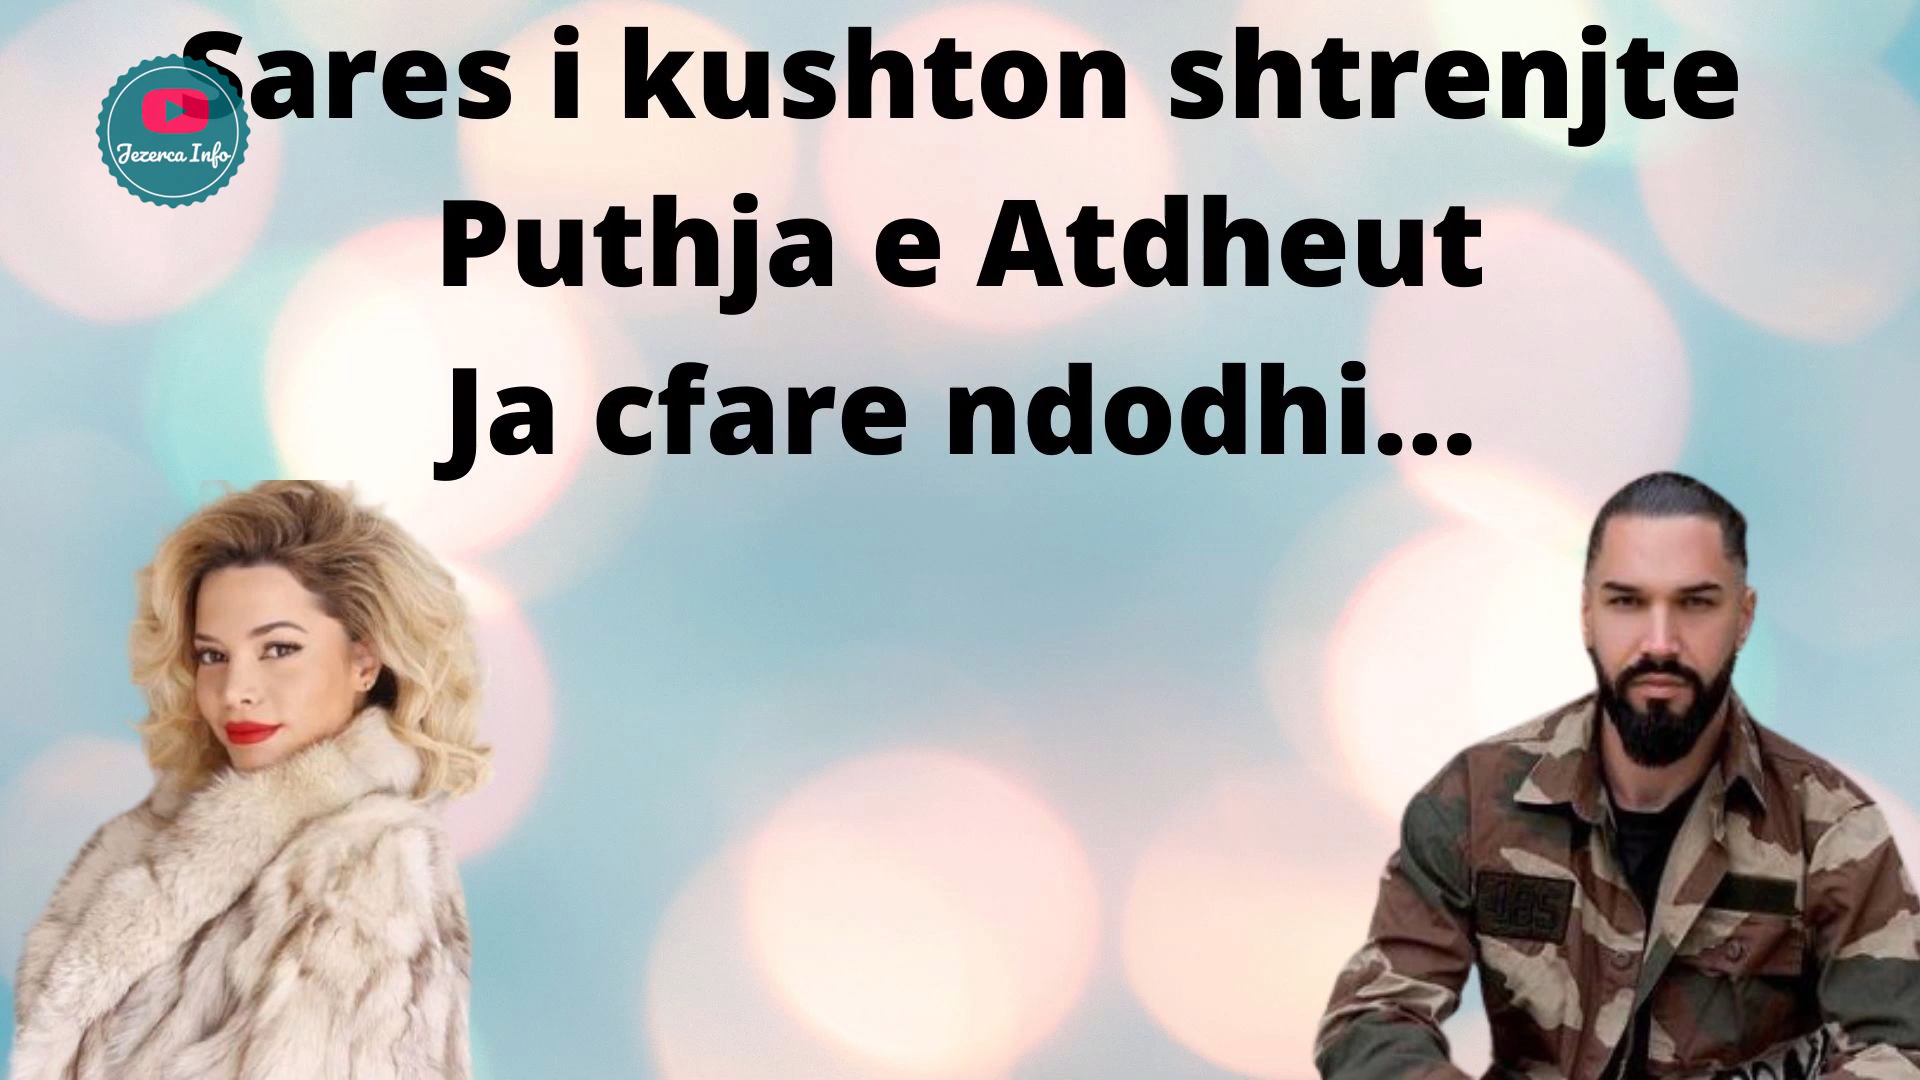 Sares i kushton shtrenjte
Jezerca Info
Puthja e Atdheut
Ja cfare ndodhi...